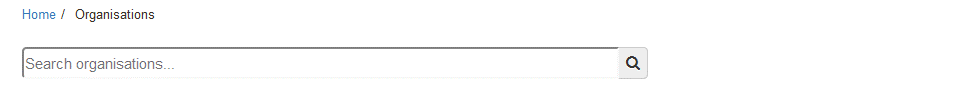 Home / Organisations
Search organisations...